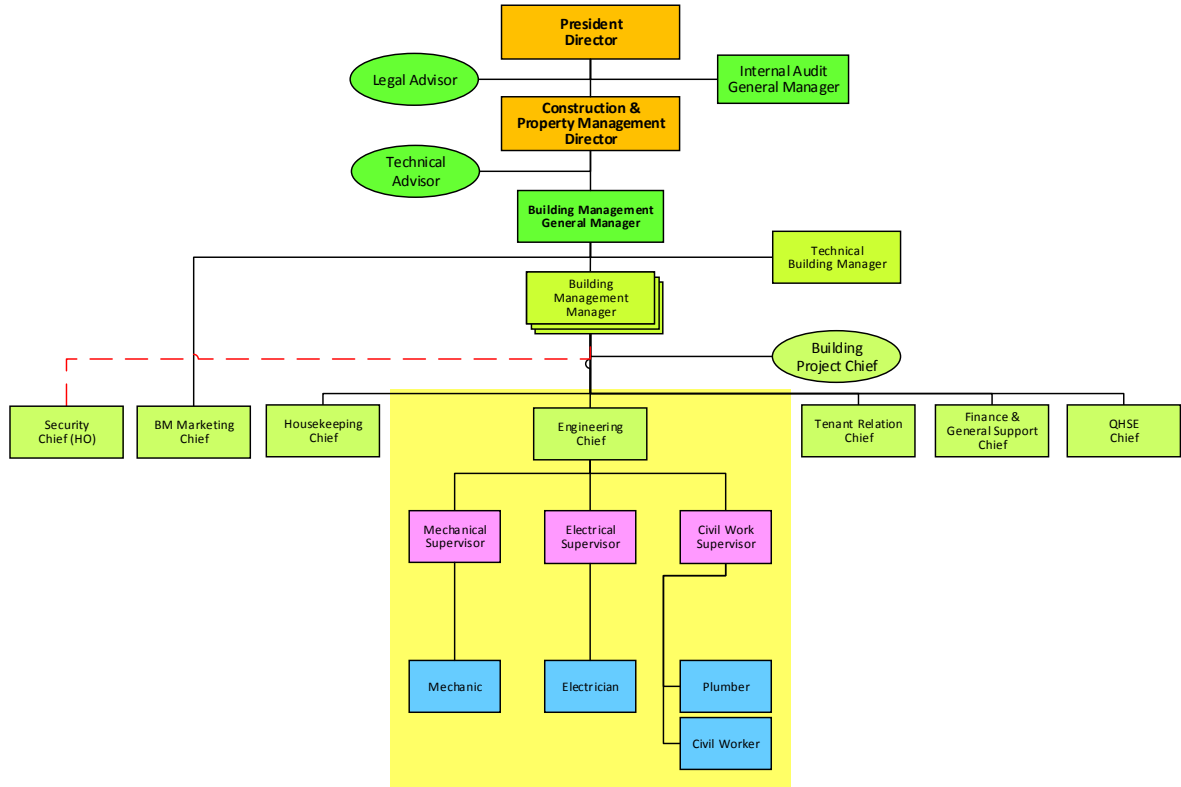 President
Director
Legal Advisor
Internal Audit
General Manager
Construction &
Property Management
Director
Technical
Advisor
Building Management
General Manager
Technical
Building Manager
Building
Management
Manager
Building
Project Chief
Security
Chief (HO)
BM Marketing
Chief
Housekeeping
Chief
Engineering
Chief
Tenant Relation
Chief
Finance &
General Support
Chief
QHSE
Chief
Mechanical
Supervisor
Electrical
Supervisor
Civil Work
Supervisor
Mechanic
Electrician
Plumber
Civil Worker